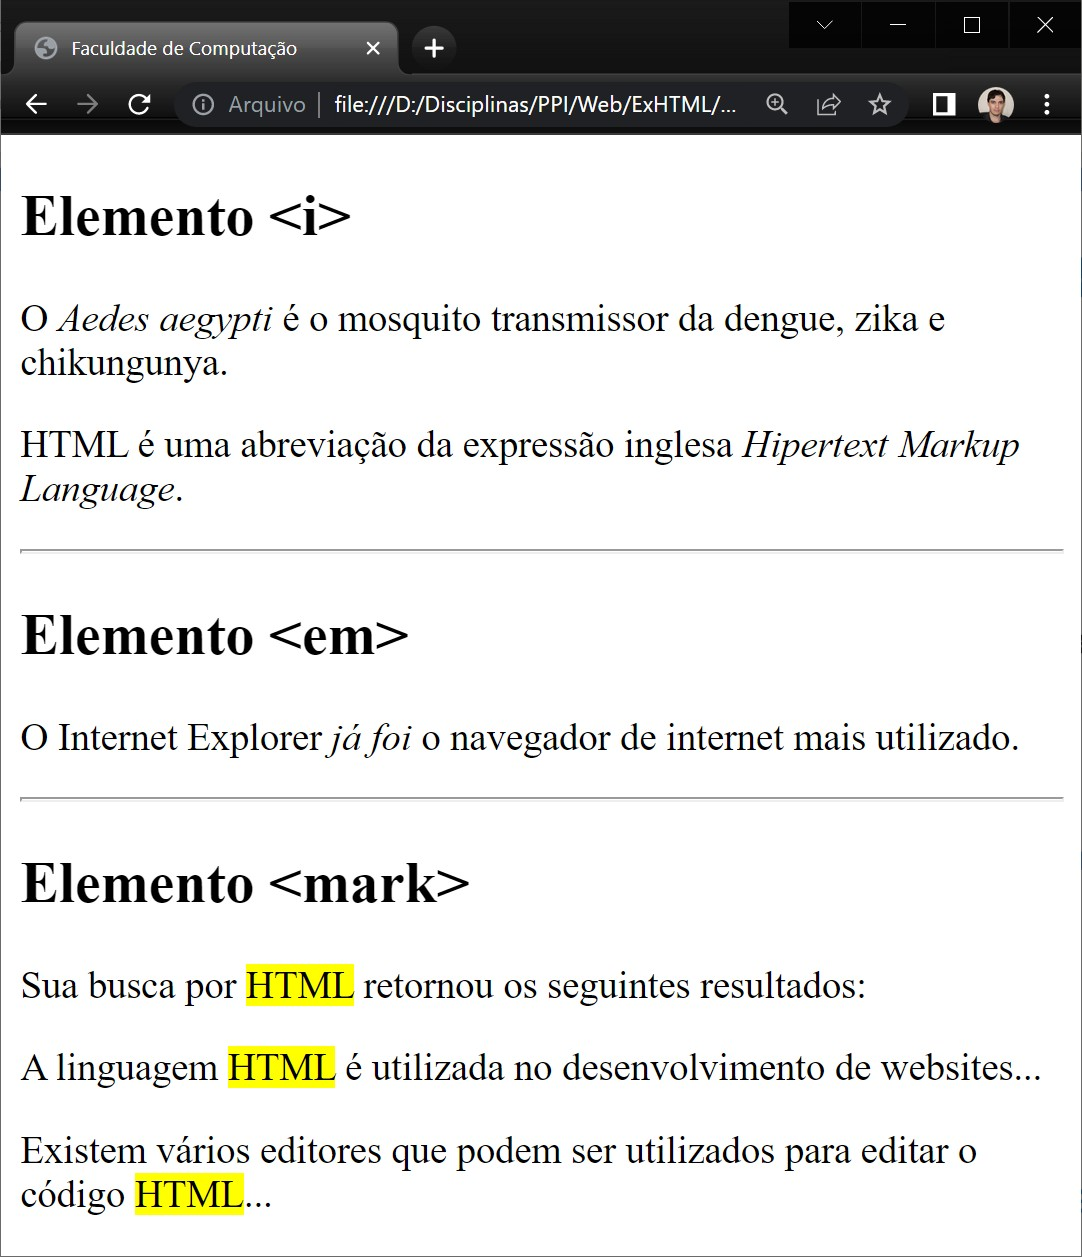 Faculdade de Computação
Arquivo
file:///D:/Disciplinas/PPI/Web/ExHTML/...
Elemento <i>
O Aedes aegypti é o mosquito transmissor da dengue, zika e
chikungunya.
HTML é uma abreviação da expressão inglesa Hipertext Markup
Language.
Elemento <em>
O Internet Explorer já foi o navegador de internet mais utilizado.
Elemento <mark>
Sua busca por HTML retornou os seguintes resultados:
A linguagem HTML é utilizada no desenvolvimento de websites...
Existem vários editores que podem ser utilizados para editar o
código HTML...